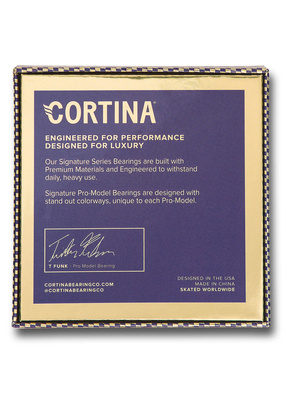 CORTINA®
ENGINEERED FOR PERFORMANCE
DESIGNED FOR LUXURY
Our Signature Series Bearings are built with
Premium Materials and Engineered to withstand
daily, heavy use.
Signature Pro-Model Bearings are designed with
stand out colorways, unique to each Pro-Model.
T FUNK - Pro Model Bearing
CORTINABEARINGCO.COM
@CORTINABEARINGCO
DESIGNED IN THE USA
MADE IN CHINA
SKATED WORLDWIDE